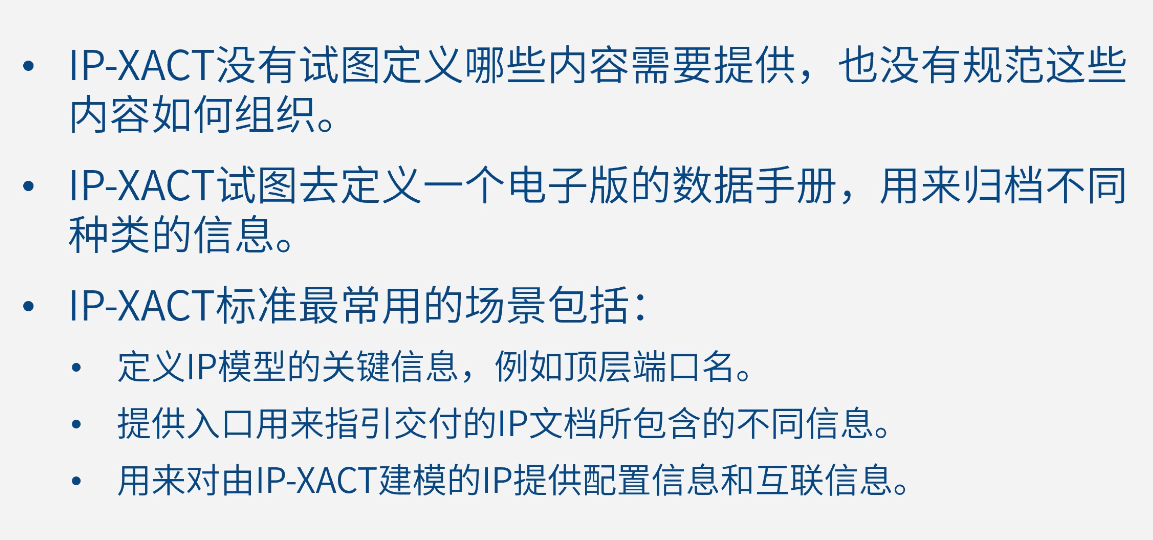 • IP-XACT没有试图定义哪些内容需要提供，也没有规范这些
内容如何组织。
• IP-XACT试图去定义一个电子版的数据手册，用来归档不同
种类的信息。
• IP-XACT标准最常用的场景包括：
• 定义IP模型的关键信息，例如顶层端口名。
• 提供入口用来指引交付的IP文档所包含的不同信息。
• 用来对由IP-XACT建模的IP提供配置信息和互联信息。